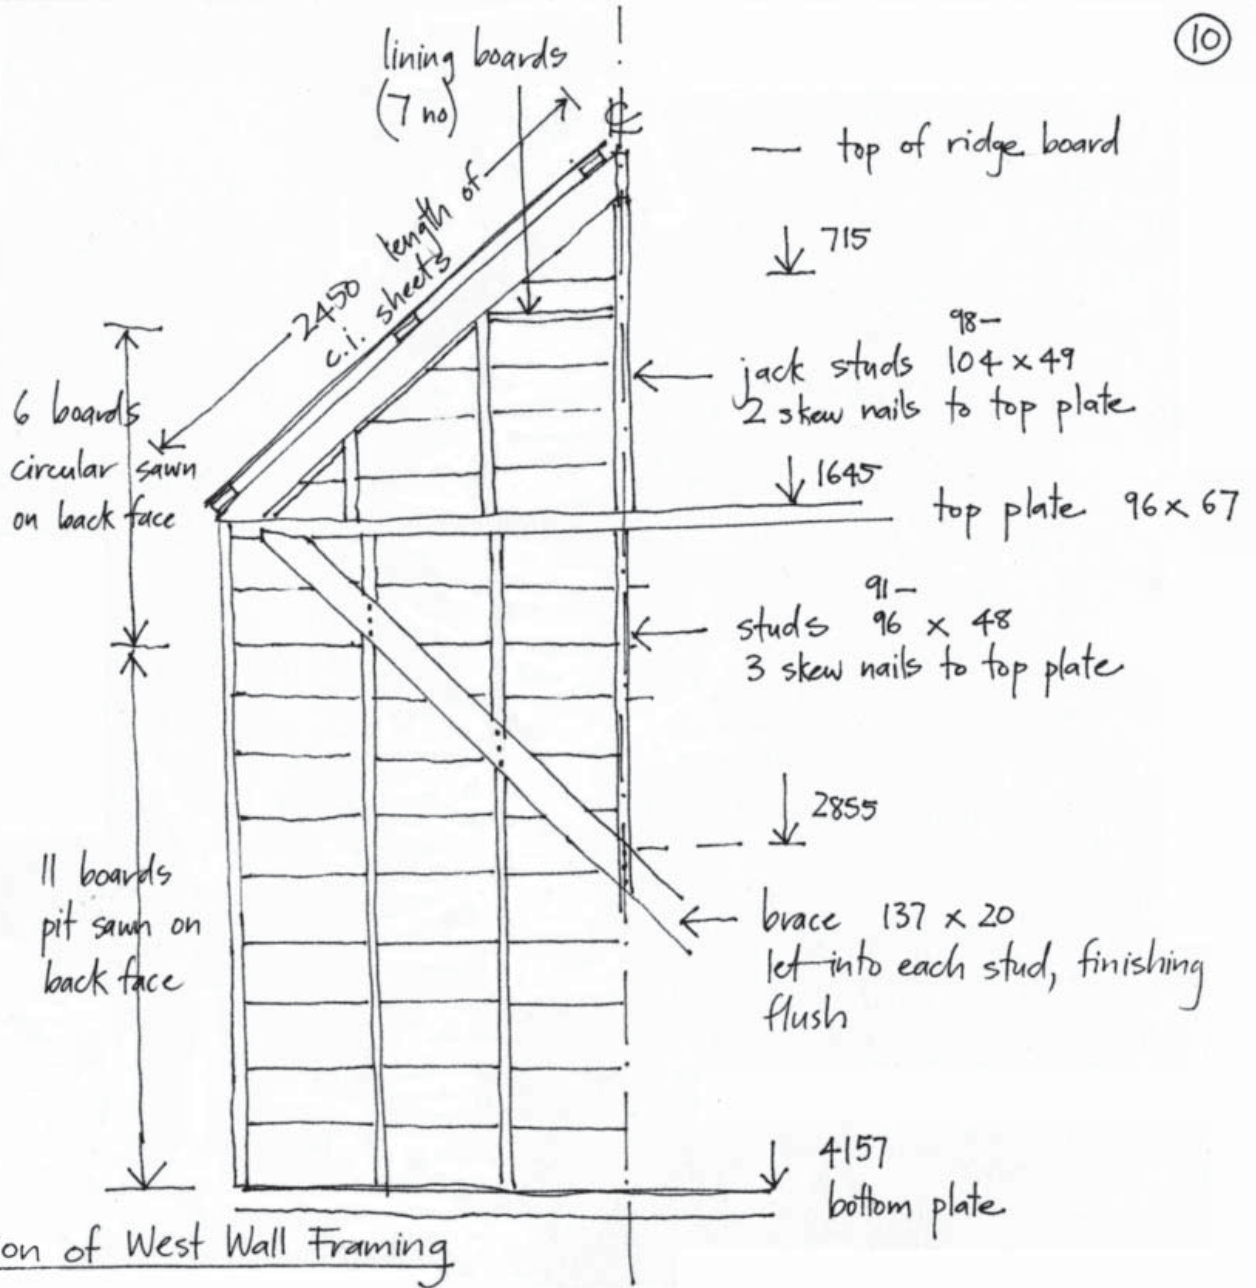 10
lining boards
(7 no)
CL
— top of ridge board
715
2450 length of
c.i. sheets
98—
jack studs 104 x 49
2 skew nails to top plate
6 boards
circular sawn
on back face
1645
top plate 96 x 67
91—
studs 96 x 48
3 skew nails to top plate
2855
11 boards
pit sawn on
back face
brace 137 x 20
let into each stud, finishing
flush
4157
bottom plate
on of West Wall Framing